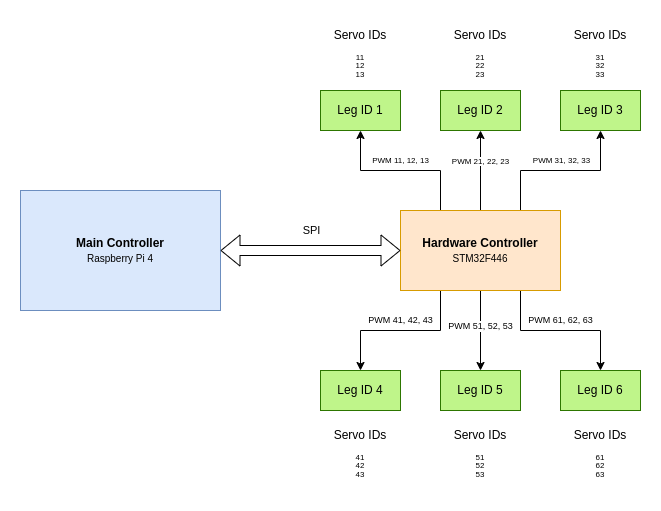 Servo IDs
11
12
13
Servo IDs
21
22
23
Servo IDs
31
32
33
Leg ID 1
Leg ID 2
Leg ID 3
PWM 11, 12, 13
PWM 21, 22, 23
PWM 31, 32, 33
Main Controller
Raspberry Pi 4
SPI
Hardware Controller
STM32F446
PWM 41, 42, 43
PWM 51, 52, 53
PWM 61, 62, 63
Leg ID 4
Leg ID 5
Leg ID 6
Servo IDs
41
42
43
Servo IDs
51
52
53
Servo IDs
61
62
63